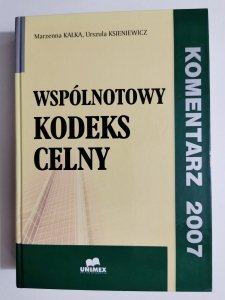 Marzenna KAŁKA, Urszula KSIENIEWICZ
WSPÓLNOTOWY
KODEKS
CELNY
KOMENTARZ 2007
UNIMEX